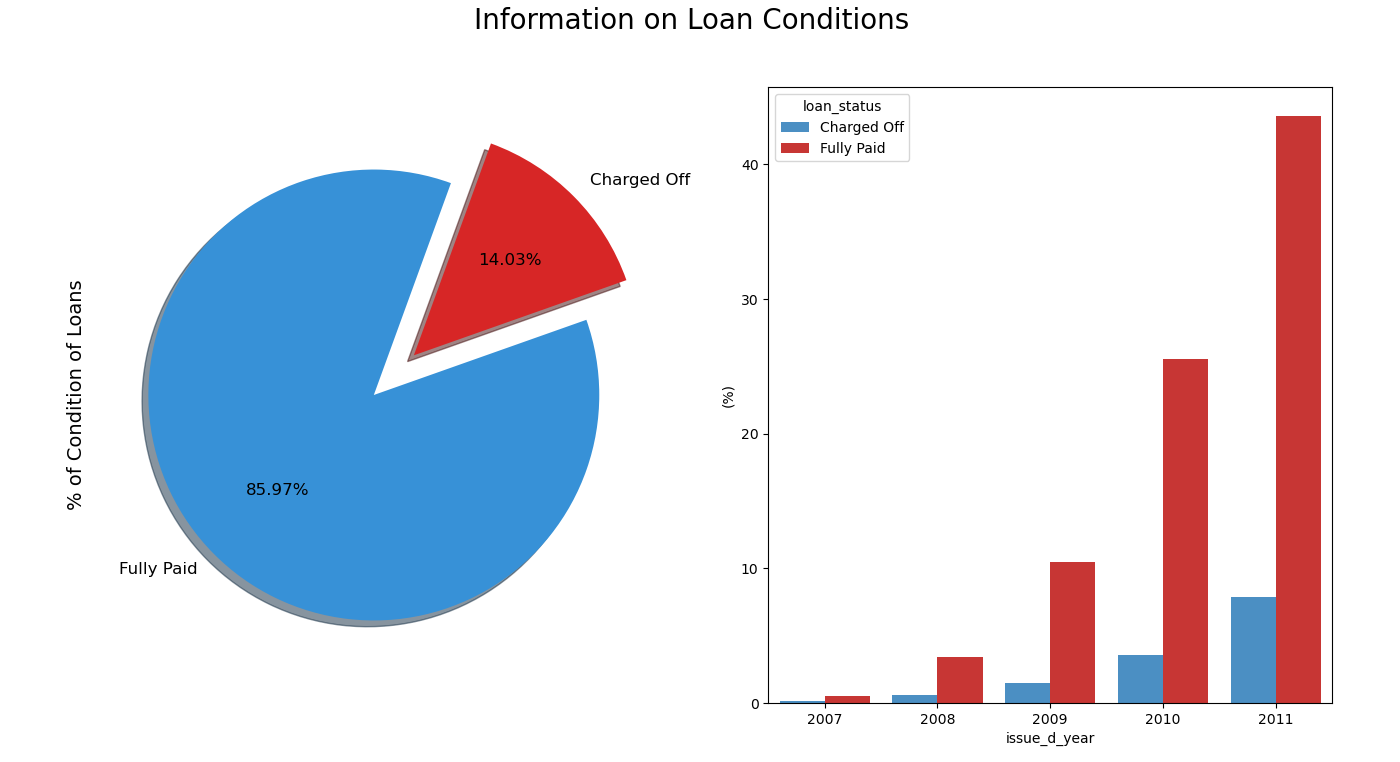 Information on Loan Conditions
% of Condition of Loans
Charged Off
14.03%
85.97%
Fully Paid
loan_status
Charged Off
Fully Paid
(%)
40
30
20
10
0
2007 2008 2009 2010 2011
issue_d_year